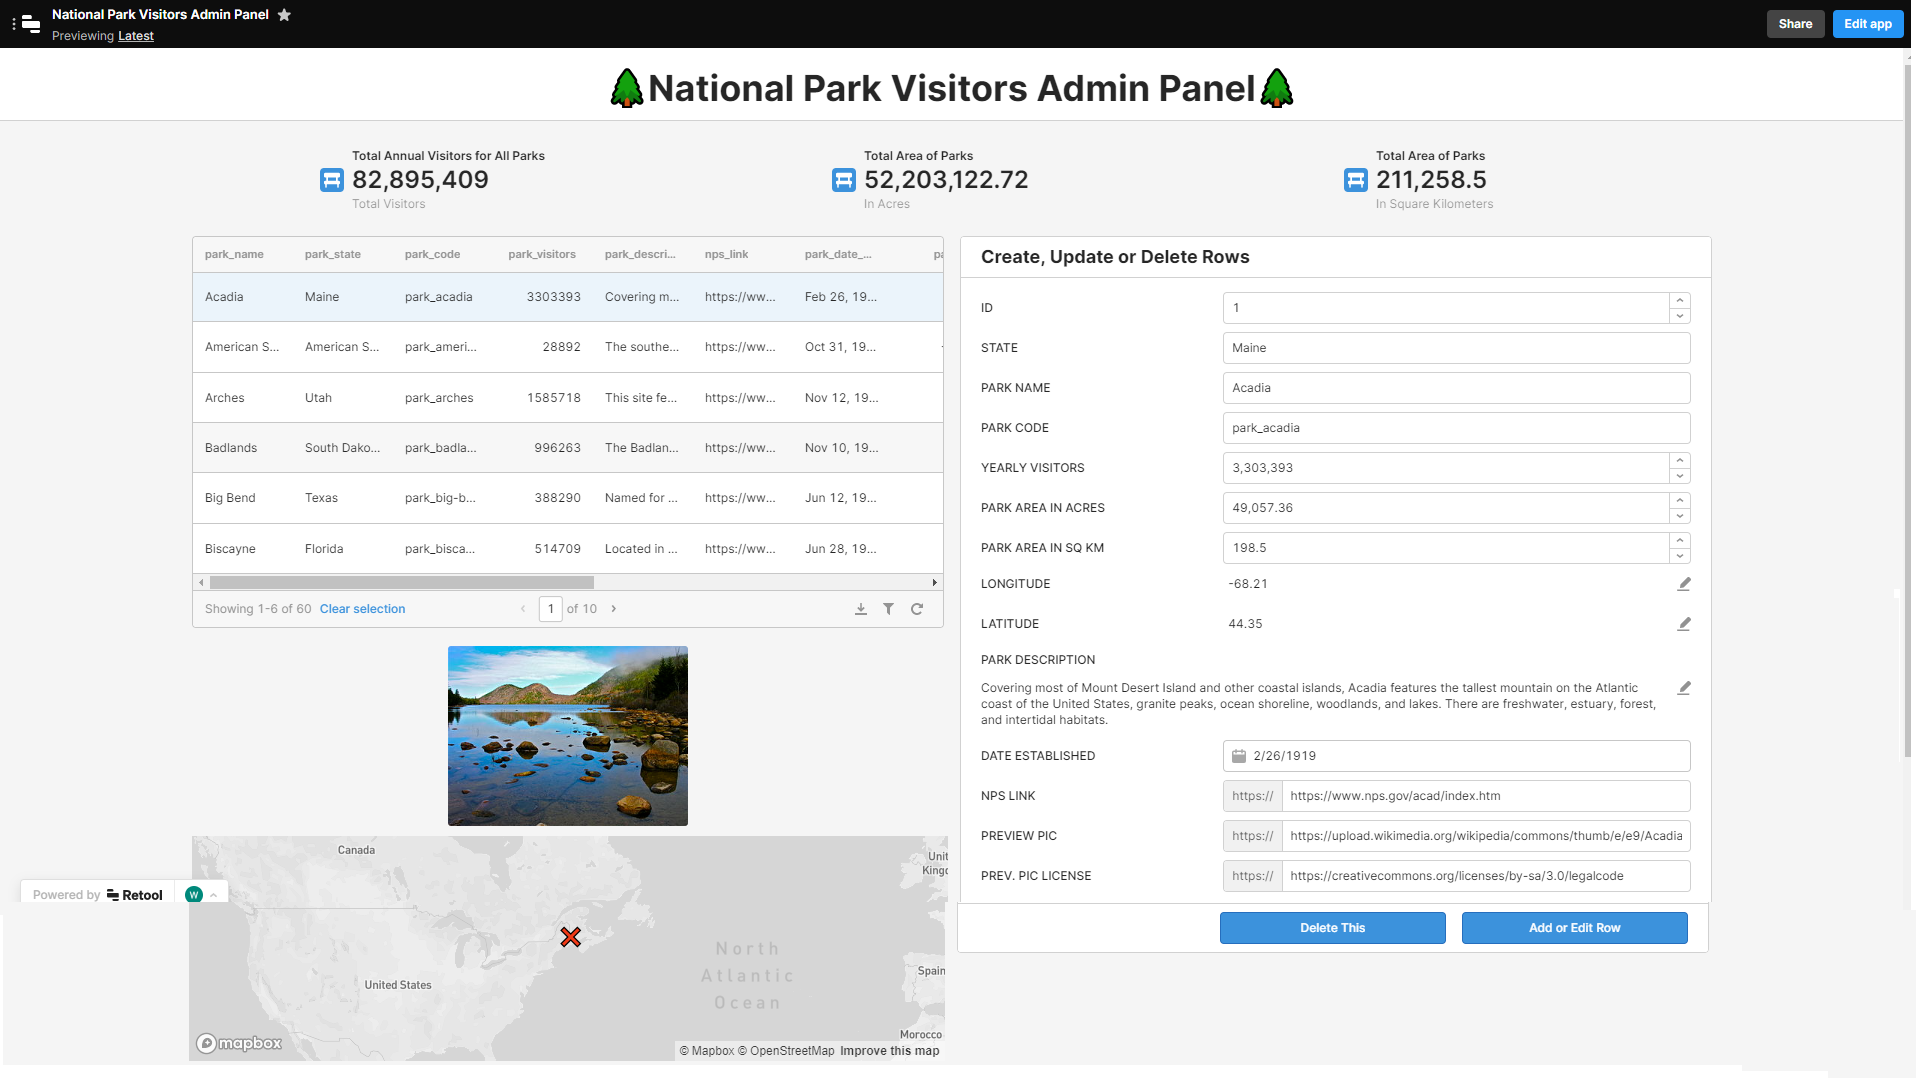 National Park Visitors Admin Panel
Previewing Latest
Share
Edit app
National Park Visitors Admin Panel
Total Annual Visitors for All Parks
82,895,409
Total Visitors
Total Area of Parks
52,203,122.72
In Acres
Total Area of Parks
211,258.5
In Square Kilometers
park_name park_state park_code park_visitors park_descri... nps_link park_date_... pa
Acadia Maine park_acadia 3303393 Covering m... https://ww... Feb 26, 19...
American S... American S... park_ameri... 28892 The southe... https://ww... Oct 31, 19...
Arches Utah park_arches 1585718 This site fe... https://ww... Nov 12, 19...
Badlands South Dako... park_badla... 996263 The Badlan... https://ww... Nov 10, 19...
Big Bend Texas park_big-b... 388290 Named for ... https://ww... Jun 12, 19...
Biscayne Florida park_bisca... 514709 Located in ... https://ww... Jun 28, 19...
Showing 1-6 of 60 Clear selection 1 of 10
Canada
United States
North
Atlantic
Ocean
Unit
Kingd
Spain
Morocco
mapbox
© Mapbox © OpenStreetMap Improve this map
Powered by Retool W
Create, Update or Delete Rows
ID 1
STATE Maine
PARK NAME Acadia
PARK CODE park_acadia
YEARLY VISITORS 3,303,393
PARK AREA IN ACRES 49,057.36
PARK AREA IN SQ KM 198.5
LONGITUDE -68.21
LATITUDE 44.35
PARK DESCRIPTION
Covering most of Mount Desert Island and other coastal islands, Acadia features the tallest mountain on the Atlantic
coast of the United States, granite peaks, ocean shoreline, woodlands, and lakes. There are freshwater, estuary, forest,
and intertidal habitats.
DATE ESTABLISHED 2/26/1919
NPS LINK https:// https://www.nps.gov/acad/index.htm
PREVIEW PIC https:// https://upload.wikimedia.org/wikipedia/commons/thumb/e/e9/Acadia
PREV. PIC LICENSE https:// https://creativecommons.org/licenses/by-sa/3.0/legalcode
Delete This
Add or Edit Row